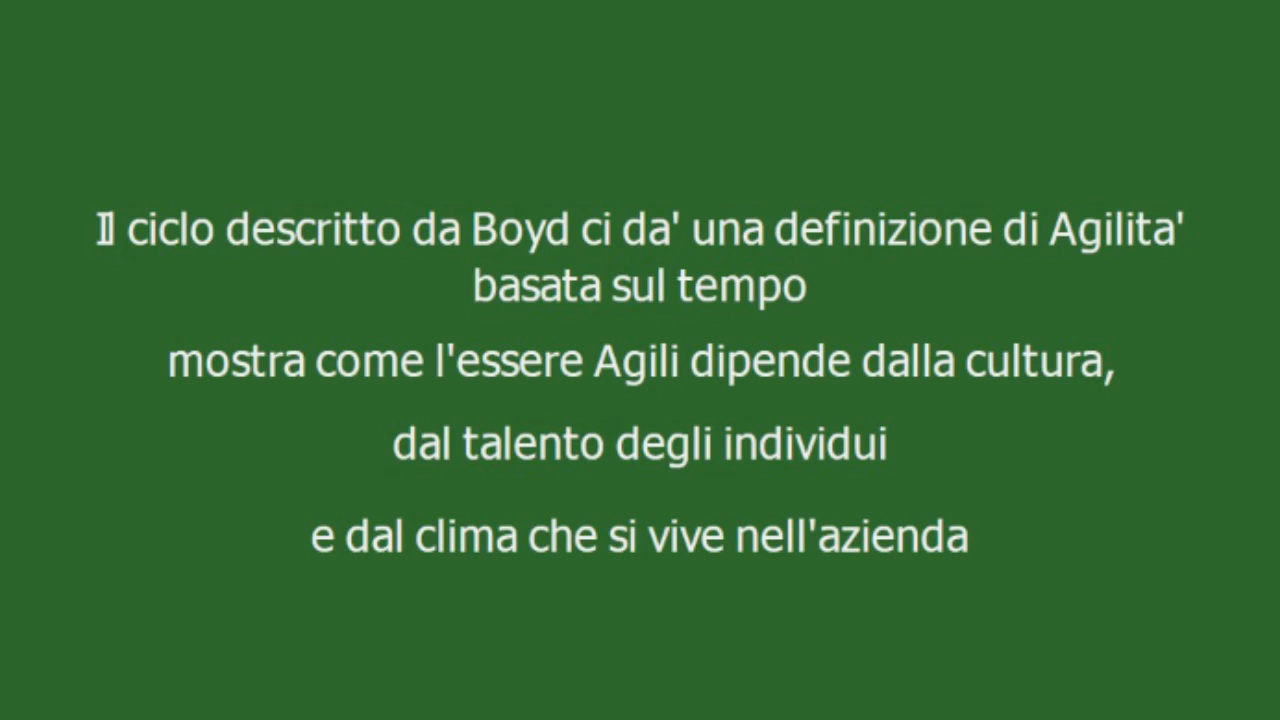 Il ciclo descritto da Boyd ci da' una definizione di Agilita'
basata sul tempo
mostra come l'essere Agili dipende dalla cultura,
dal talento degli individui
e dal clima che si vive nell'azienda